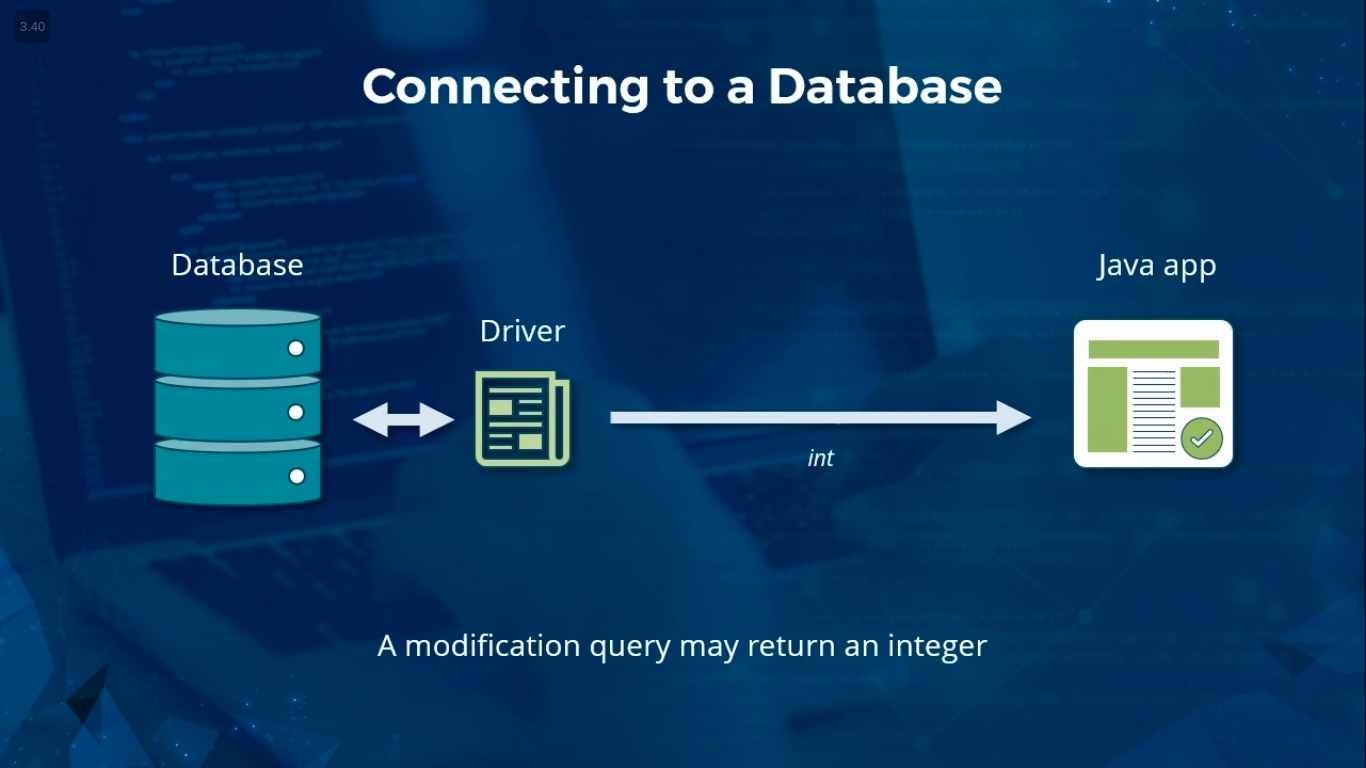 3.40
Connecting to a Database
Database
Java app
Driver
int
A modification query may return an integer